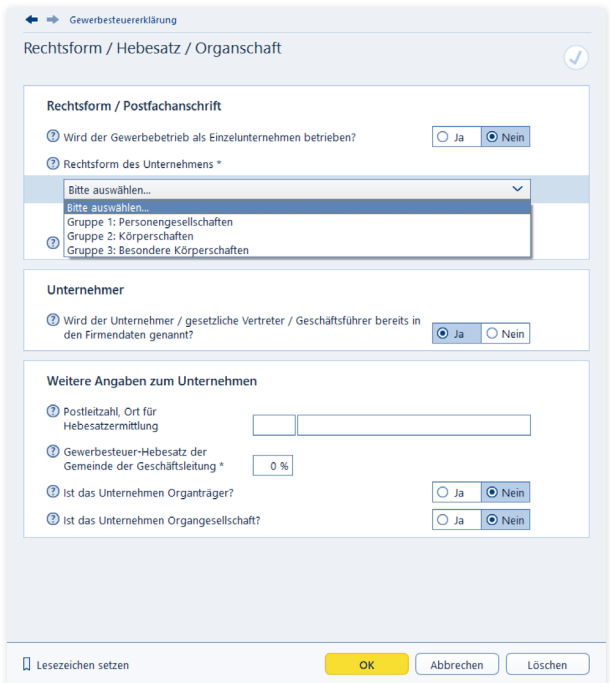 Gewerbesteuererklärung
Rechtsform / Hebesatz / Organschaft
Rechtsform / Postfachanschrift
Wird der Gewerbebetrieb als Einzelunternehmen betrieben?
Ja
Nein
Rechtsform des Unternehmens *
Bitte auswählen...
Bitte auswählen...
Gruppe 1: Personengesellschaften
Gruppe 2: Körperschaften
Gruppe 3: Besondere Körperschaften
Unternehmer
Wird der Unternehmer / gesetzliche Vertreter / Geschäftsführer bereits in
den Firmendaten genannt?
Ja
Nein
Weitere Angaben zum Unternehmen
Postleitzahl, Ort für
Hebesatzermittlung
Gewerbesteuer-Hebesatz der
Gemeinde der Geschäftsleitung *
0 %
Ist das Unternehmen Organträger?
Ja
Nein
Ist das Unternehmen Organgesellschaft?
Ja
Nein
Lesezeichen setzen
OK
Abbrechen
Löschen